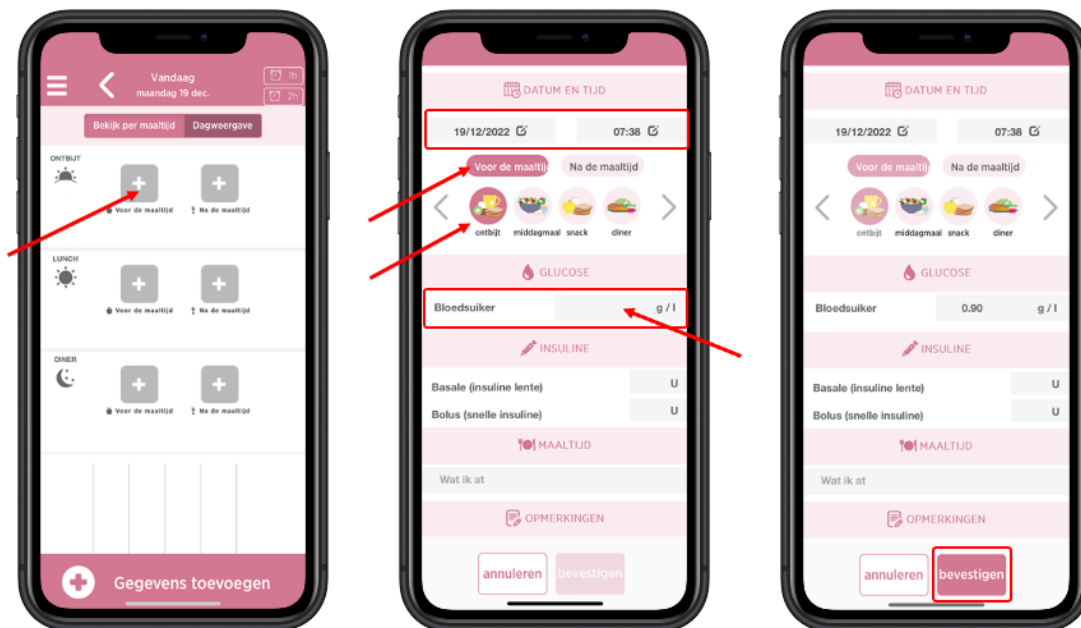 Vandaag
maandag 19 dec.
1h
2h
Bekijk per maaltijd Dagweergave
ONTBIJT
Voor de maaltijd Na de maaltijd
LUNCH
Voor de maaltijd Na de maaltijd
DINER
Voor de maaltijd Na de maaltijd
Gegevens toevoegen
DATUM EN TIJD
19/12/2022 07:38
Voor de maaltij Na de maaltijd
ontbijt middagmaal snack diner
GLUCOSE
Bloedsuiker g / l
INSULINE
Basale (insuline lente) U
Bolus (snelle insuline) U
MAALTIJD
Wat ik at
OPMERKINGEN
annuleren bevestigen
DATUM EN TIJD
19/12/2022 07:38
Voor de maaltij Na de maaltijd
ontbijt middagmaal snack diner
GLUCOSE
Bloedsuiker 0.90 g / l
INSULINE
Basale (insuline lente) U
Bolus (snelle insuline) U
MAALTIJD
Wat ik at
OPMERKINGEN
annuleren bevestigen